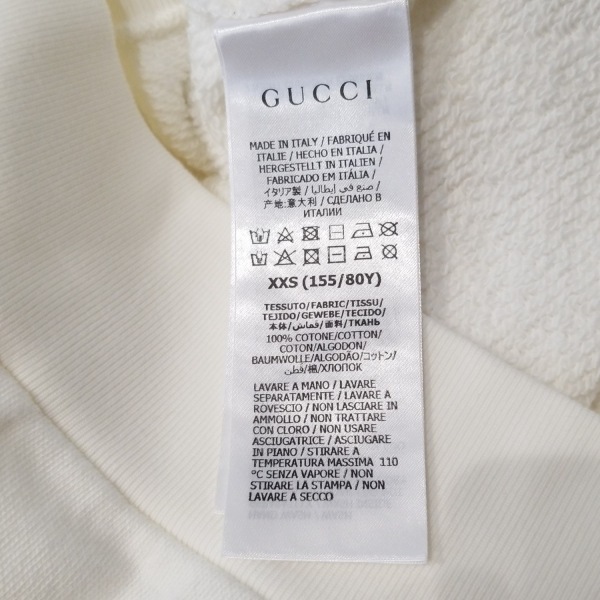 GUCCI
MADE IN ITALY / FABRIQUÉ EN
ITALIE / HECHO EN ITALIA /
HERGESTELLT IN ITALIEN /
FABRICADO EM ITÁLIA /
イタリア製 / صنع في إيطاليا /
产地:意大利 / СДЕЛАНО В
ИТАЛИИ
XXS (155/80Y)
TESSUTO/FABRIC/TISSU/
TEJIDO/GEWEBE/TECIDO/
本体/قماش/面料/ТКАНЬ
100% COTONE/COTTON/
COTON/ALGODON/
BAUMWOLLE/ALGODÃO/コットン/
قطن/棉/ХЛОПОК
LAVARE A MANO / LAVARE
SEPARATAMENTE / LAVARE A
ROVESCIO / NON LASCIARE IN
AMMOLLO / NON TRATTARE
CON CLORO / NON USARE
ASCIUGATRICE / ASCIUGARE
IN PIANO / STIRARE A
TEMPERATURA MASSIMA 110
°C SENZA VAPORE / NON
STIRARE LA STAMPA / NON
LAVARE A SECCO